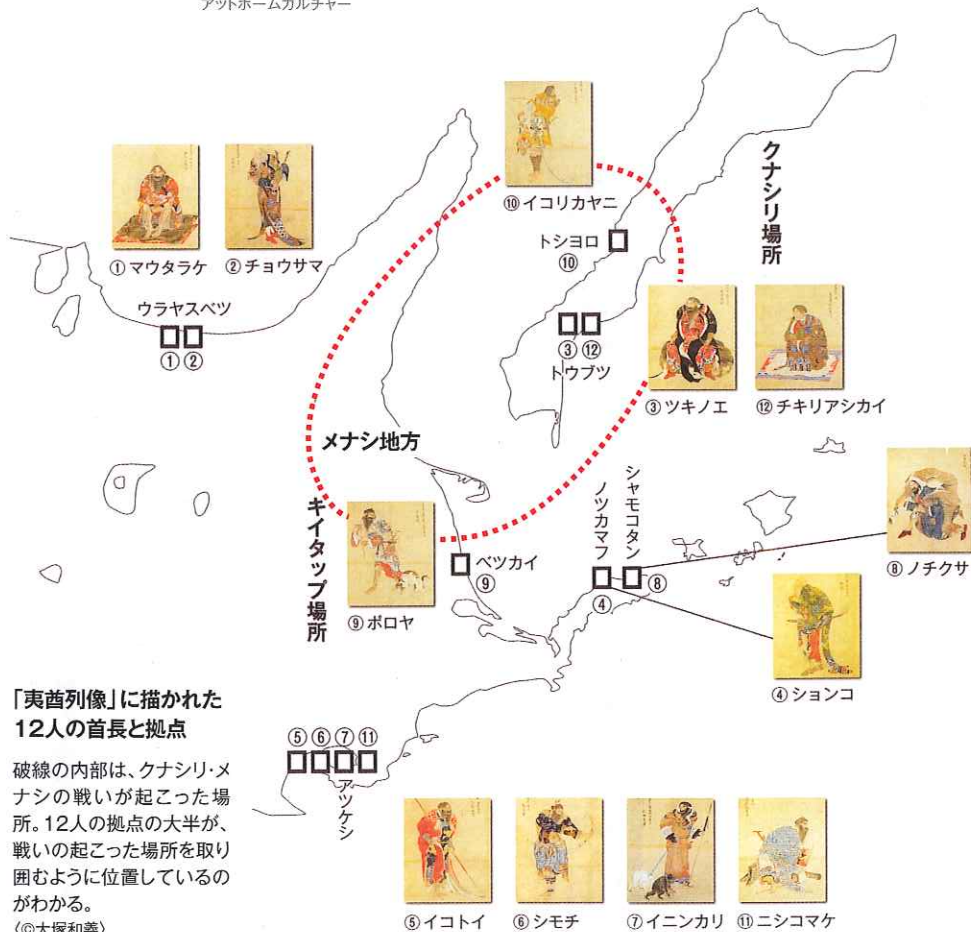 アットホームカルチャー
⑩イコリカヤニ
クナシリ場所
トショロ
⑩
①マウタラケ
②チョウサマ
ウラヤスベツ
①
②
③
⑫
トウブツ
③ツキノエ
⑫チキリアシカイ
メナシ地方
キイタップ場所
ベツカイ
⑨
⑨ポロヤ
ノツカマフ
④
シャモコタン
⑧
⑧ノチクサ
④ションコ
「夷酋列像」に描かれた
12人の首長と拠点
破線の内部は、クナシリ・メ
ナシの戦いが起こった場
所。12人の拠点の大半が、
戦いの起こった場所を取り
囲むように位置しているの
がわかる。
(©大塚和義)
⑤
⑥
⑦
⑪
アツケシ
⑤イコトイ
⑥シモチ
⑦イニンカリ
⑪ニシコマケ